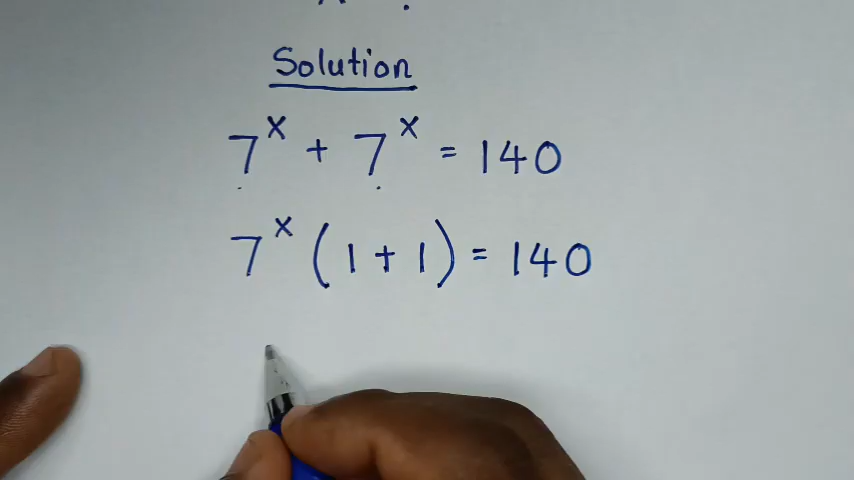 Solution
7^x + 7^x = 140
7^x (1 + 1) = 140